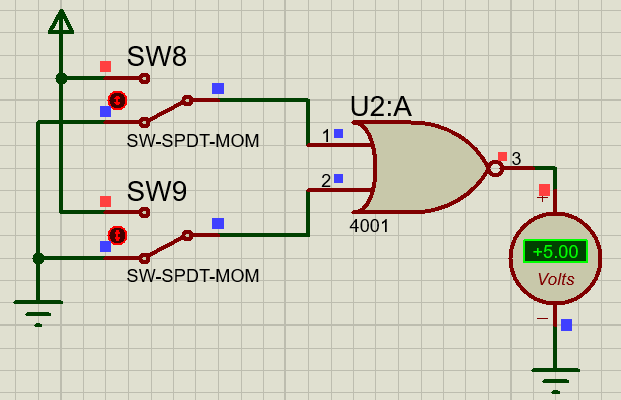 SW8
SW-SPDT-MOM
U2:A
1
2
3
4001
SW9
SW-SPDT-MOM
+
+5.00
Volts
−